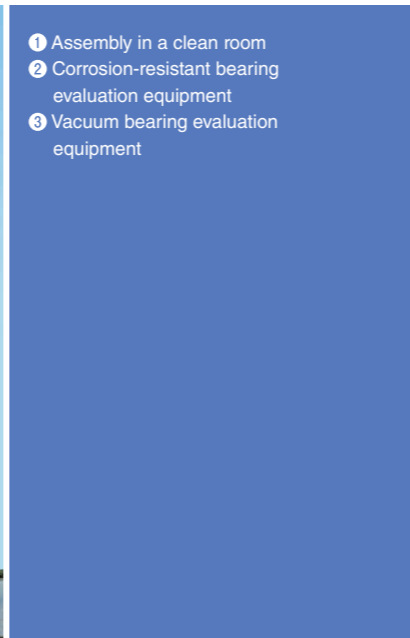 ❶ Assembly in a clean room
❷ Corrosion-resistant bearing
evaluation equipment
❸ Vacuum bearing evaluation
equipment